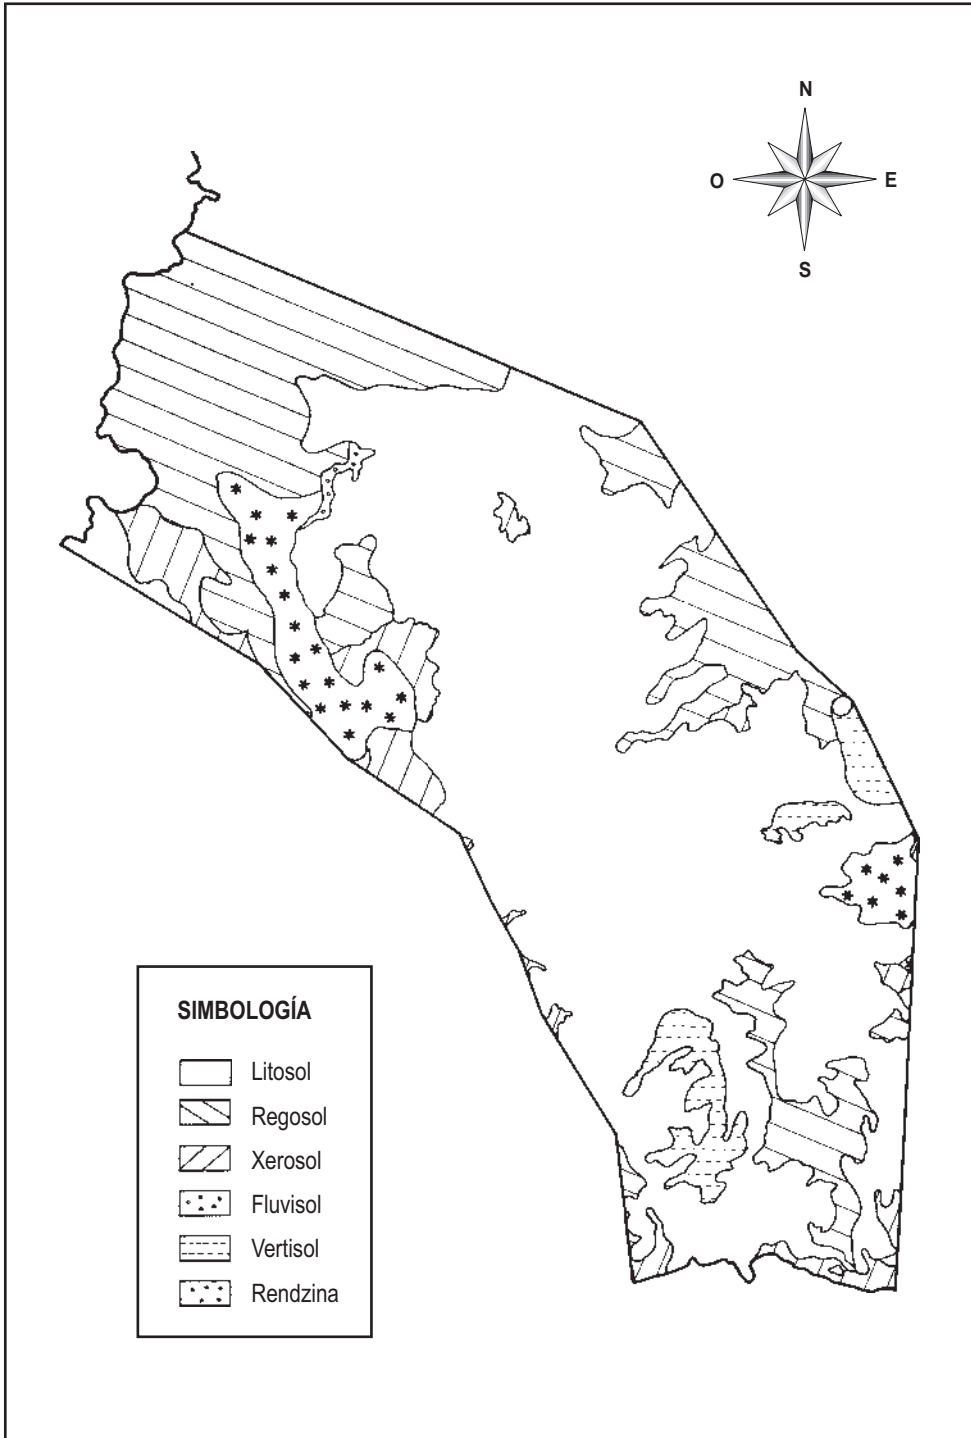 N
O E
S
SIMBOLOGÍA
Litosol
Regosol
Xerosol
Fluvisol
Vertisol
Rendzina